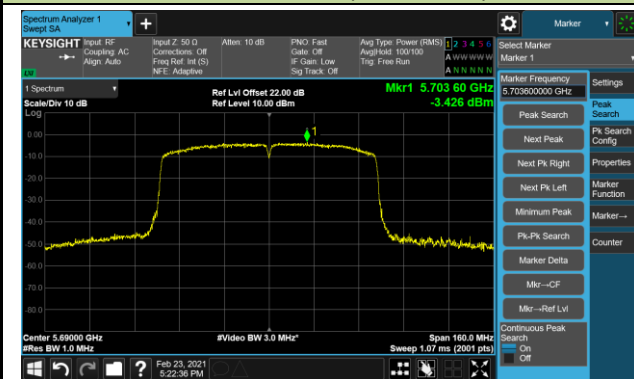 Spectrum Analyzer 1
Swept SA
+
Marker
KEYSIGHT
Input: RF
Coupling: AC
Align: Auto
Input Z: 50 Ω
Corrections: Off
Freq Ref: Int (S)
NFE: Adaptive
Atten: 10 dB
PNO: Fast
Gate: Off
IF Gain: Low
Sig Track: Off
Avg Type: Power (RMS)
Avg|Hold: 100/100
Trig: Free Run
1 2 3 4 5 6
A W W W W W
A N N N N N
LXI
Select Marker
Marker 1
1 Spectrum
Scale/Div 10 dB
Log
Ref Lvl Offset 22.00 dB
Ref Level 10.00 dBm
Mkr1 5.703 60 GHz
-3.426 dBm
1
0.00
-10.0
-20.0
-30.0
-40.0
-50.0
-60.0
-70.0
-80.0
Center 5.69000 GHz
#Res BW 1.0 MHz
#Video BW 3.0 MHz*
Span 160.0 MHz
Sweep 1.07 ms (2001 pts)
Marker Frequency
5.703600000 GHz
Peak Search
Next Peak
Next Pk Right
Next Pk Left
Minimum Peak
Pk-Pk Search
Marker Delta
Mkr→CF
Mkr→Ref Lvl
Continuous Peak
Search
On
Off
Settings
Peak
Search
Pk Search
Config
Properties
Marker
Function
Marker→
Counter
?
Feb 23, 2021
5:22:36 PM